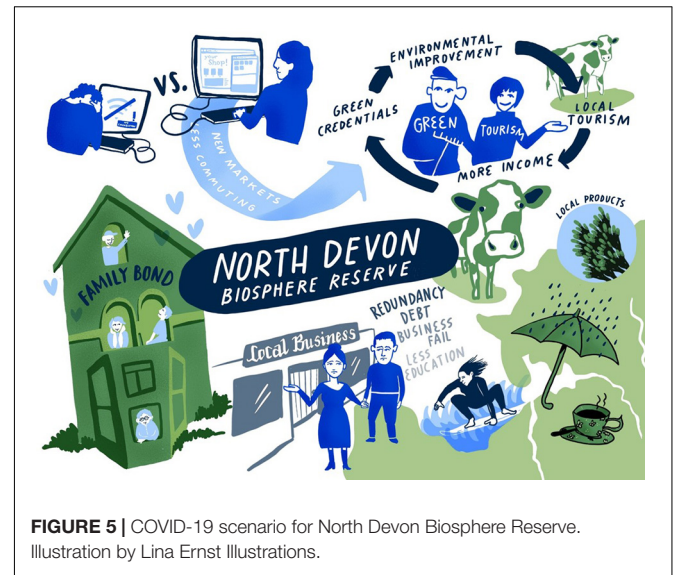 VS.
your
Shop!
NEW MARKETS
LESS COMMUTING
ENVIRONMENTAL
IMPROVEMENT
GREEN
CREDENTIALS
GREEN
TOURISM
LOCAL
TOURISM
MORE INCOME
LOCAL PRODUCTS
FAMILY BOND
NORTH DEVON
BIOSPHERE RESERVE
Local Business
REDUNDANCY
DEBT
BUSINESS
FAIL
LESS
EDUCATION
FIGURE 5 | COVID-19 scenario for North Devon Biosphere Reserve.
Illustration by Lina Ernst Illustrations.